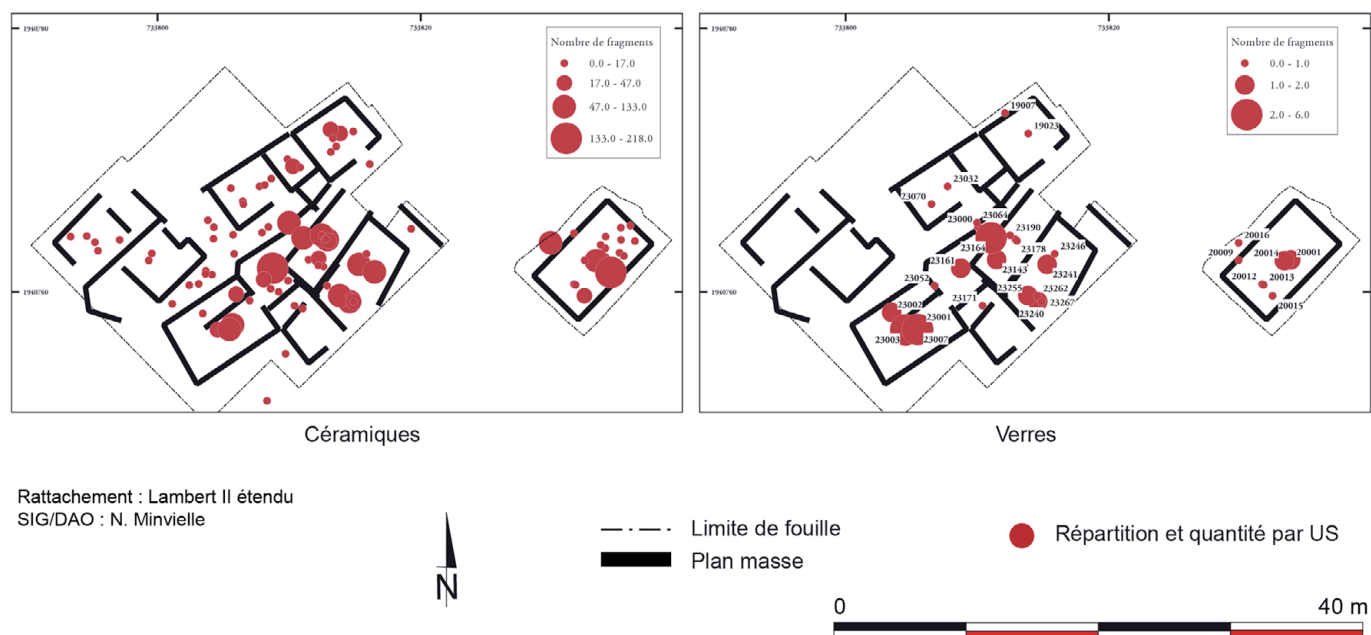 1940780
733800
733820
1940760
Nombre de fragments
0.0 - 17.0
17.0 - 47.0
47.0 - 133.0
133.0 - 218.0
Céramiques
1940780
733800
733820
1940760
Nombre de fragments
0.0 - 1.0
1.0 - 2.0
2.0 - 6.0
19007
19023
23032
23070
23064
23000
23190
23164
23178
23246
23161
23143
23241
23052
23255
23262
23171
23267
23002
23240
23001
23003
23007
20016
20009
20014
20001
20012
20013
20015
Verres
Rattachement : Lambert II étendu
SIG/DAO : N. Minvielle
N
Limite de fouille
Plan masse
Répartition et quantité par US
0
40 m